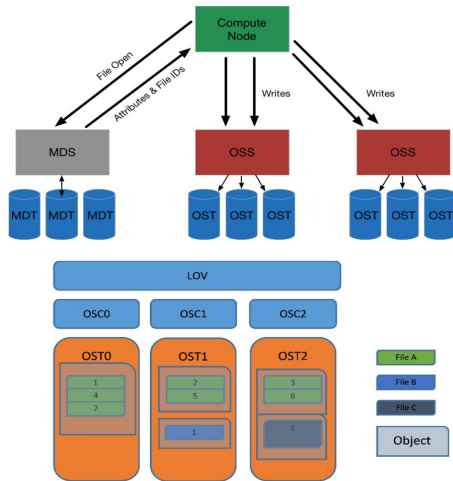 Compute
Node
File Open
Attributes & File IDs
Writes
Writes
MDS
OSS
OSS
MDT MDT MDT
OST OST OST
OST OST OST
LOV
OSC0 OSC1 OSC2
OST0 OST1 OST2
1 2 3
4 5 6
7
1 1
File A
File B
File C
Object